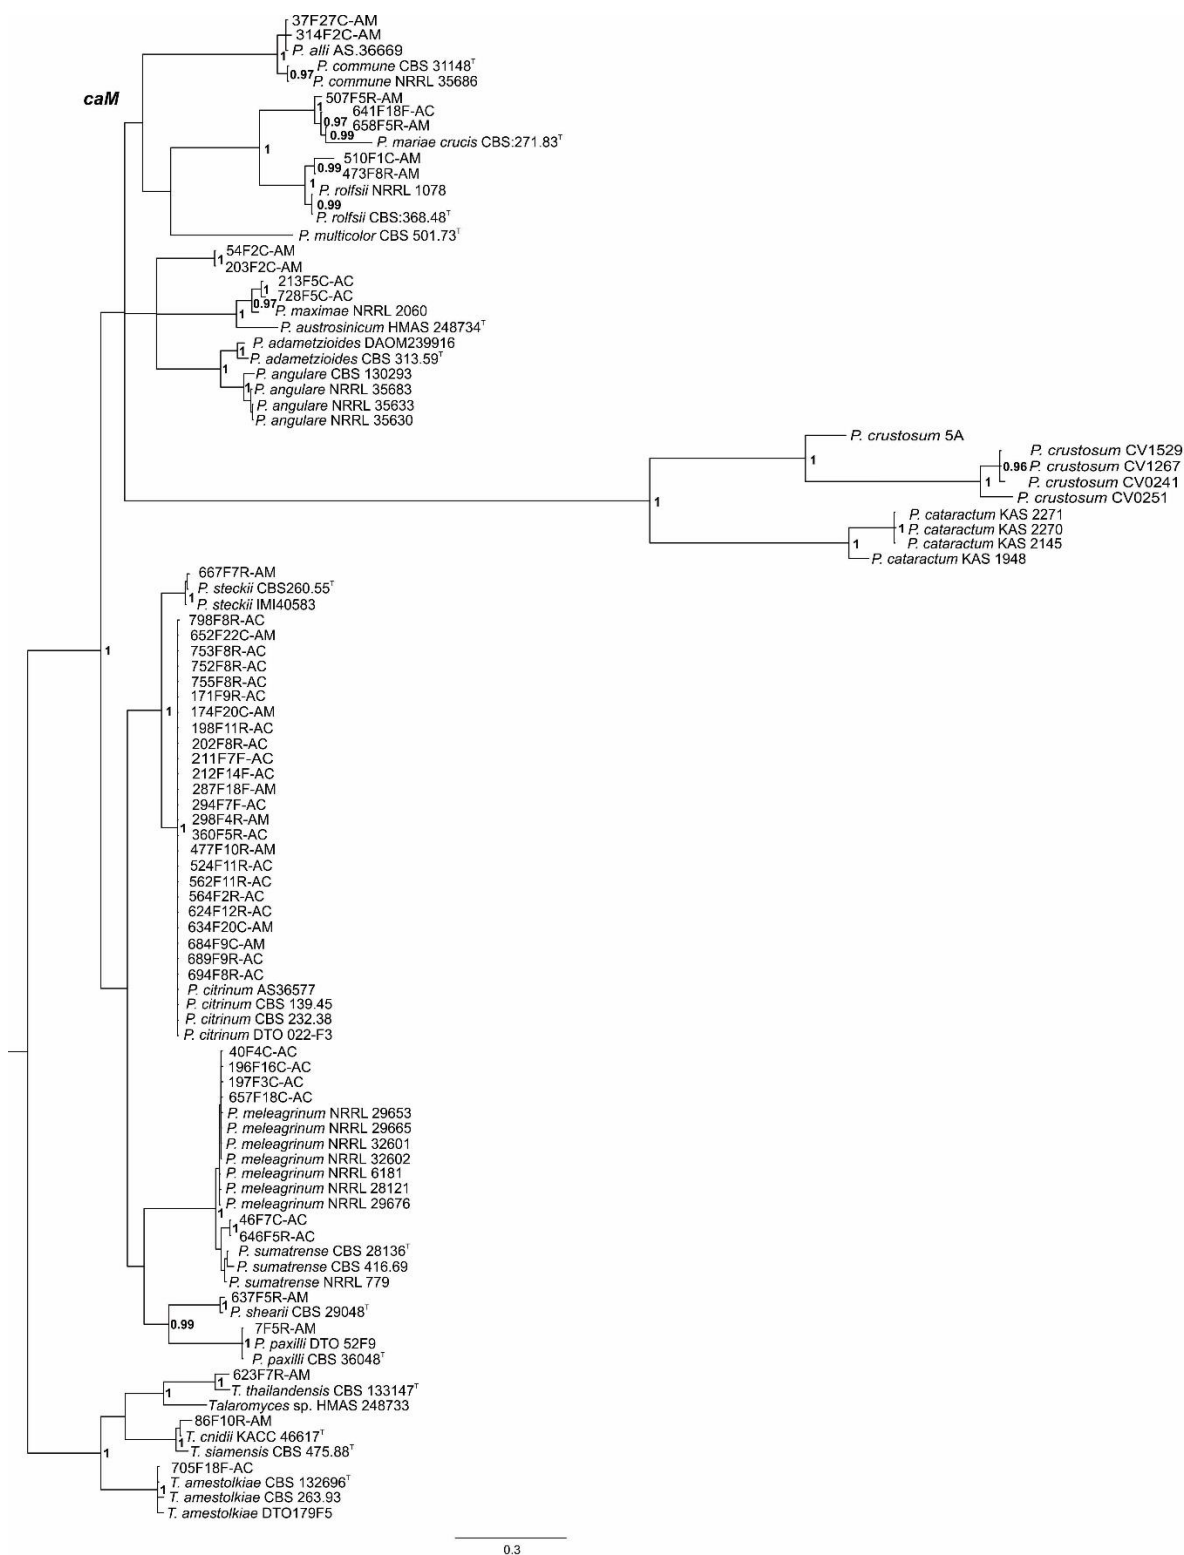 37F27C-AM
314F2C-AM
P. alli AS.36669
1
P. commune CBS 31148ᵀ
0.97
P. commune NRRL 35686
caM
507F5R-AM
1
641F18F-AC
0.97
658F5R-AM
0.99
P. mariae crucis CBS:271.83ᵀ
1
510F1C-AM
0.99
473F8R-AM
1
P. rolfsii NRRL 1078
0.99
P. rolfsii CBS:368.48ᵀ
P. multicolor CBS 501.73ᵀ
54F2C-AM
1
203F2C-AM
213F5C-AC
1
728F5C-AC
0.97
P. maximae NRRL 2060
1
P. austrosinicum HMAS 248734ᵀ
P. adametzioides DAOM239916
1
P. adametzioides CBS 313.59ᵀ
1
P. angulare CBS 130293
1
P. angulare NRRL 35683
P. angulare NRRL 35633
P. angulare NRRL 35630
P. crustosum 5A
1
P. crustosum CV1529
0.96
P. crustosum CV1267
1
P. crustosum CV0241
P. crustosum CV0251
1
P. cataractum KAS 2271
1
P. cataractum KAS 2270
1
P. cataractum KAS 2145
P. cataractum KAS 1948
667F7R-AM
P. steckii CBS260.55ᵀ
1
P. steckii IMI40583
798F8R-AC
652F22C-AM
1
753F8R-AC
752F8R-AC
755F8R-AC
171F9R-AC
1
174F20C-AM
198F11R-AC
202F8R-AC
211F7F-AC
212F14F-AC
287F18F-AM
294F7F-AC
298F4R-AM
1
360F5R-AC
477F10R-AM
524F11R-AC
562F11R-AC
564F2R-AC
624F12R-AC
634F20C-AM
684F9C-AM
689F9R-AC
694F8R-AC
P. citrinum AS36577
P. citrinum CBS 139.45
P. citrinum CBS 232.38
P. citrinum DTO 022-F3
40F4C-AC
196F16C-AC
197F3C-AC
657F18C-AC
P. meleagrinum NRRL 29653
P. meleagrinum NRRL 29665
P. meleagrinum NRRL 32601
P. meleagrinum NRRL 32602
P. meleagrinum NRRL 6181
P. meleagrinum NRRL 28121
P. meleagrinum NRRL 29676
1
46F7C-AC
1
646F5R-AC
P. sumatrense CBS 28136ᵀ
P. sumatrense CBS 416.69
P. sumatrense NRRL 779
637F5R-AM
1
P. shearii CBS 29048ᵀ
0.99
7F5R-AM
1
P. paxilli DTO 52F9
P. paxilli CBS 36048ᵀ
623F7R-AM
1
T. thailandensis CBS 133147ᵀ
1
Talaromyces sp. HMAS 248733
86F10R-AM
T. cnidii KACC 46617ᵀ
1
T. siamensis CBS 475.88ᵀ
1
705F18F-AC
T. amestolkiae CBS 132696ᵀ
1
T. amestolkiae CBS 263.93
T. amestolkiae DTO179F5
0.3